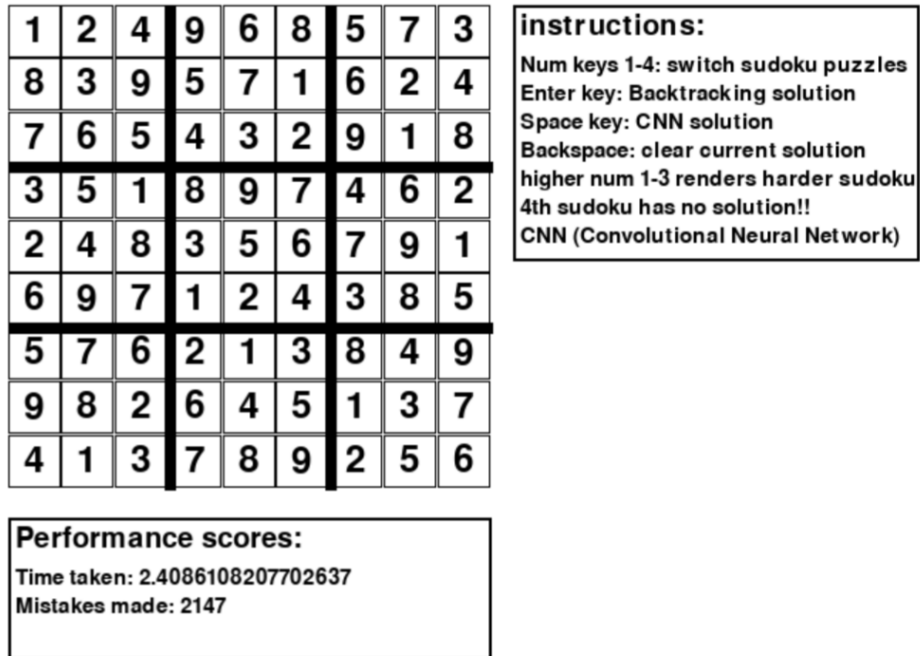 1 2 4 9 6 8 5 7 3
8 3 9 5 7 1 6 2 4
7 6 5 4 3 2 9 1 8
3 5 1 8 9 7 4 6 2
2 4 8 3 5 6 7 9 1
6 9 7 1 2 4 3 8 5
5 7 6 2 1 3 8 4 9
9 8 2 6 4 5 1 3 7
4 1 3 7 8 9 2 5 6
instructions:
Num keys 1-4: switch sudoku puzzles
Enter key: Backtracking solution
Space key: CNN solution
Backspace: clear current solution
higher num 1-3 renders harder sudoku
4th sudoku has no solution!!
CNN (Convolutional Neural Network)
Performance scores:
Time taken: 2.4086108207702637
Mistakes made: 2147